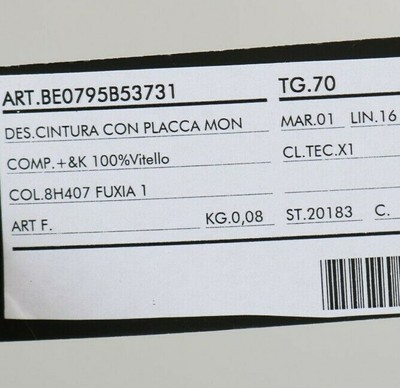 ART.BE0795B53731 TG.70
DES.CINTURA CON PLACCA MON MAR.01 LIN.16
COMP.+&K 100%Vitello CL.TEC.X1
COL.8H407 FUXIA 1
ART F. KG.0,08 ST.20183 C.